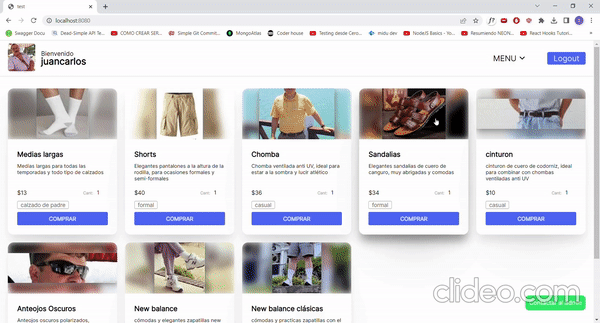 test
localhost:8080
Swagger Docu
Dead-Simple API Te...
COMO CREAR SER...
Simple Git Commit...
MongoAtlas
Coder house
Testing desde Cero...
midu dev
NodeJS Basics - Yo...
Resumiendo NEON...
React Hooks Tutori...
Bienvenido
juancarlos
MENU
Logout
Medias largas
Medias largas para todas las
temporadas y todo tipo de calzados
$13
Cant: 1
calzado de padre
COMPRAR
Shorts
Elegantes pantalones a la altura de la
rodilla, para ocasiones formales y
semi-formales
$40
Cant: 1
formal
COMPRAR
Chomba
Chomba ventilada anti UV, ideal para
estar a la sombra y lucir atlético
$36
Cant: 1
casual
COMPRAR
Sandalias
Elegantes sandalias de cuero de
canguro, muy abrigadas y comodas
$34
Cant: 1
formal
COMPRAR
cinturon
cinturon de cuero de codorniz, ideal
para combinar con chombas
ventiladas anti UV
$10
Cant: 1
casual
COMPRAR
Anteojos Oscuros
Anteojos oscuros polarizados,
New balance
cómodas y elegantes zapatillas new
New balance clásicas
cómodas y practicas zapatillas con el
clideo.com